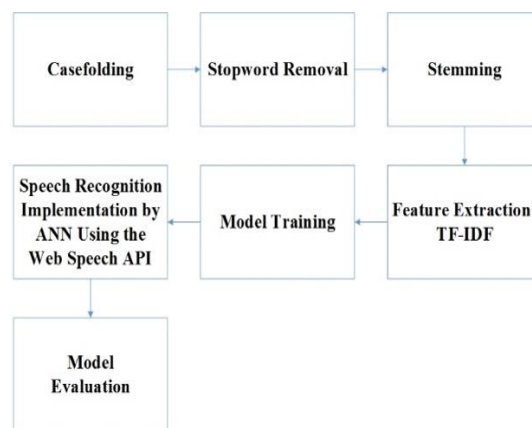 Casefolding
Stopword Removal
Stemming
Feature Extraction
TF-IDF
Model Training
Speech Recognition
Implementation by
ANN Using the
Web Speech API
Model
Evaluation